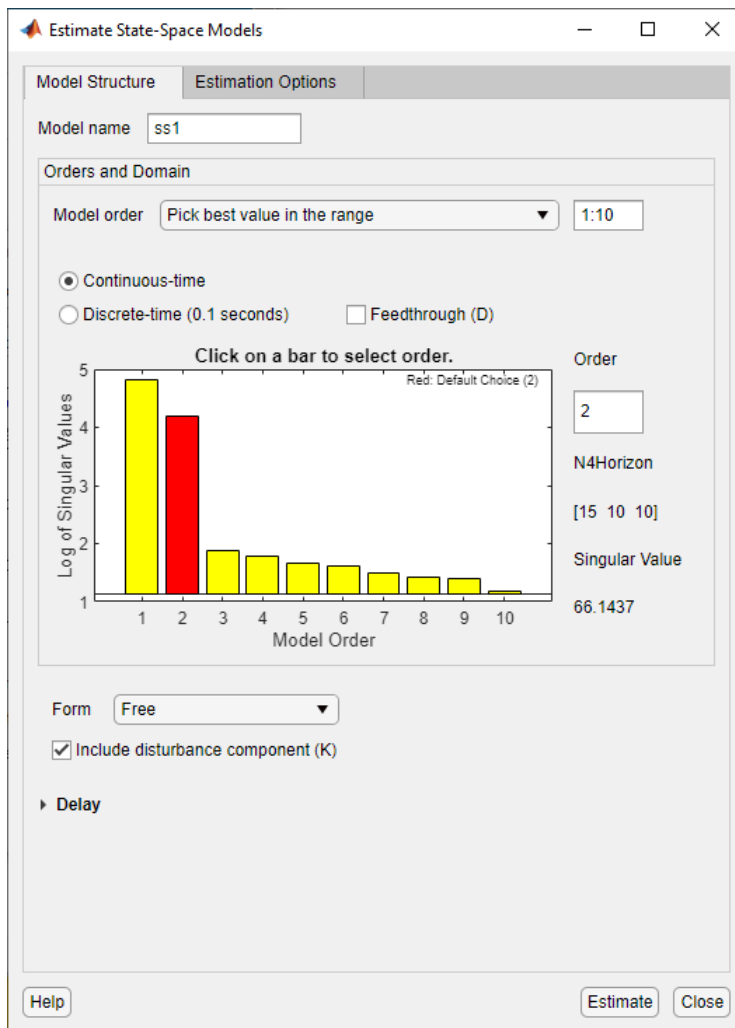 Estimate State-Space Models
Model Structure
Estimation Options
Model name ss1
Orders and Domain
Model order Pick best value in the range 1:10
Continuous-time
Discrete-time (0.1 seconds) Feedthrough (D)
Click on a bar to select order.
Red: Default Choice (2)
Log of Singular Values
5
4
3
2
1
1 2 3 4 5 6 7 8 9 10
Model Order
Order
2
N4Horizon
[15 10 10]
Singular Value
66.1437
Form Free
Include disturbance component (K)
Delay
Help
Estimate
Close